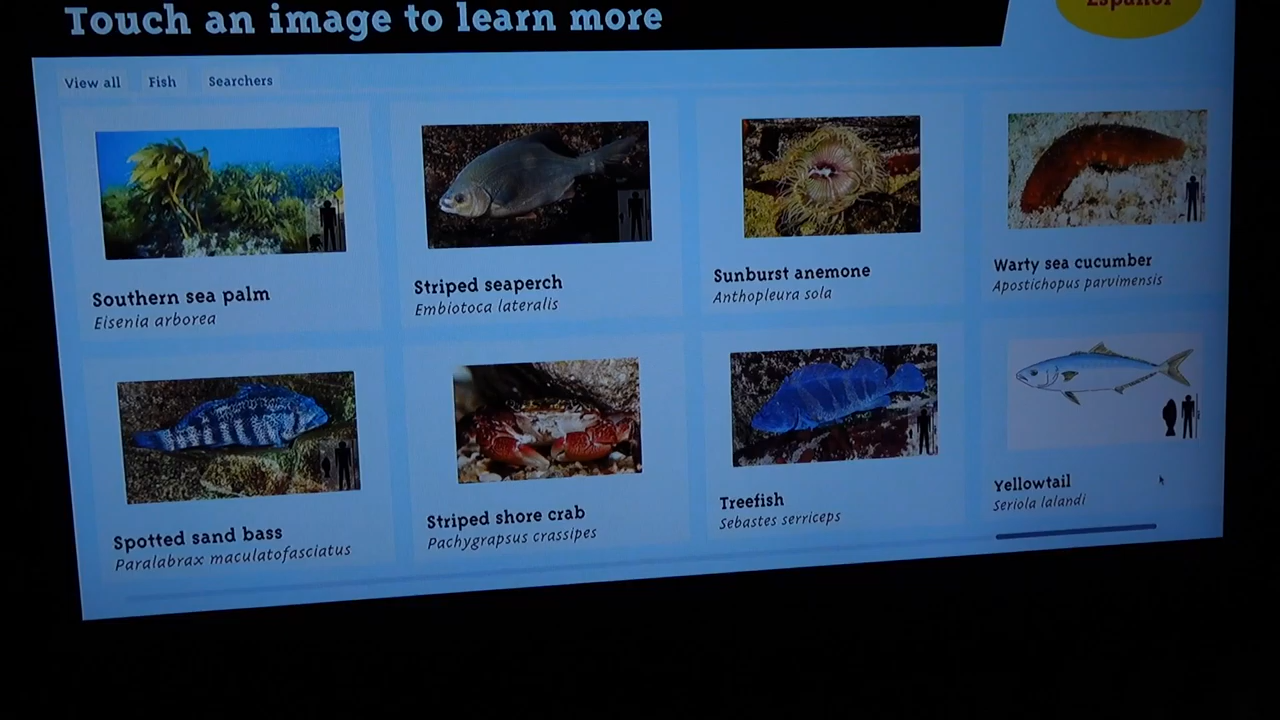 Touch an image to learn more
Español
View all Fish Searchers
Southern sea palm
Eisenia arborea
Striped seaperch
Embiotoca lateralis
Sunburst anemone
Anthopleura sola
Warty sea cucumber
Apostichopus parvimensis
Spotted sand bass
Paralabrax maculatofasciatus
Striped shore crab
Pachygrapsus crassipes
Treefish
Sebastes serriceps
Yellowtail
Seriola lalandi